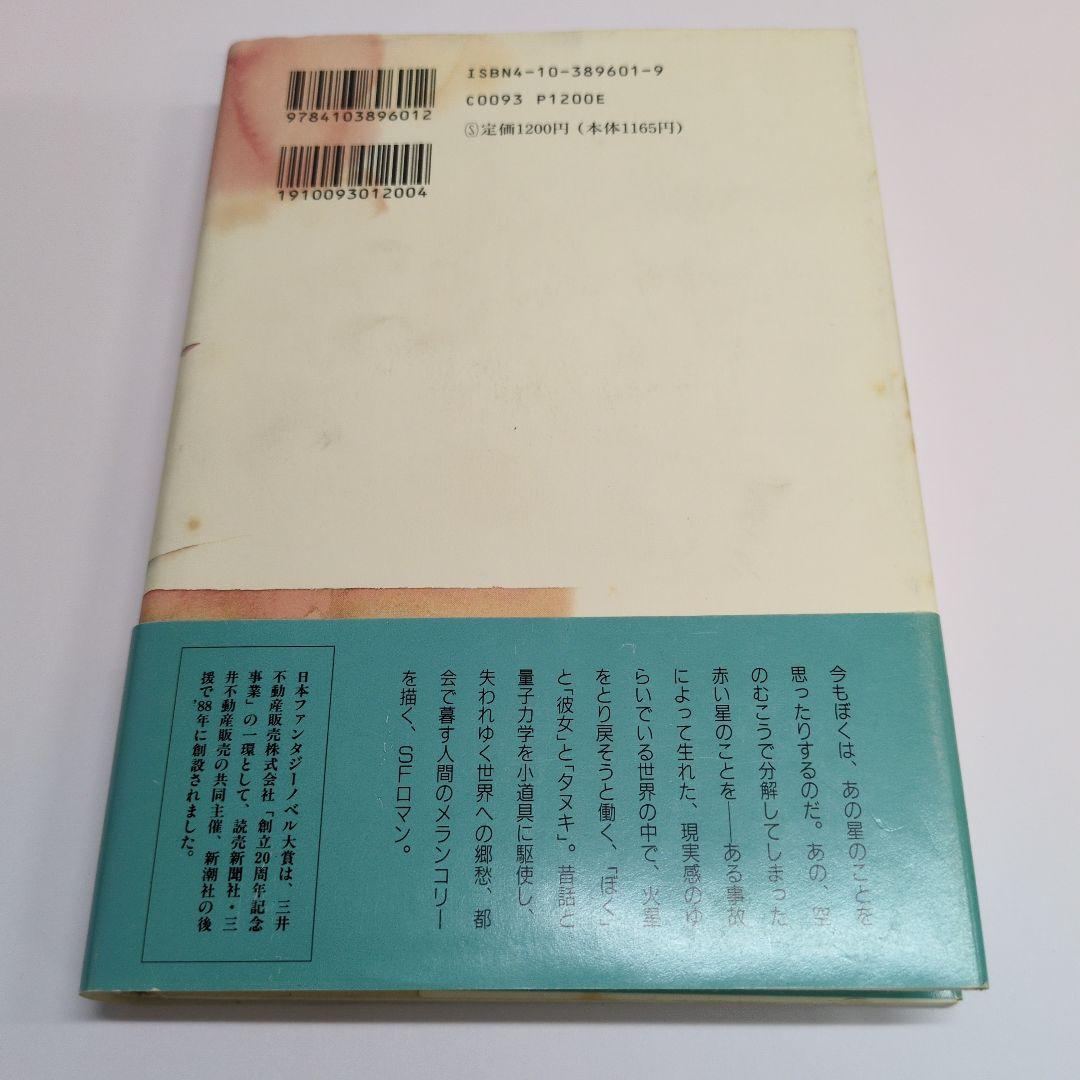 ISBN4-10-389601-9
C0093 P1200E
Ⓢ定価1200円（本体1165円）
9784103896012
1910093012004
今もぼくは、あの星のことを
思ったりするのだ。あの、空
のむこうで分解してしまった
赤い星のことを──ある事故
によって生れた、現実感のゆ
らいでいる世界の中で、火星
をとり戻そうと働く、「ぼく」
と「彼女」と「タヌキ」。昔話と
量子力学を小道具に駆使し、
失われゆく世界への郷愁、都
会で暮す人間のメランコリー
を描く、ＳＦロマン。
日本ファンタジーノベル大賞は、三井
不動産販売株式会社「創立20周年記念
事業」の一環として、読売新聞社・三
井不動産販売の共同主催、新潮社の後
援で'88年に創設されました。